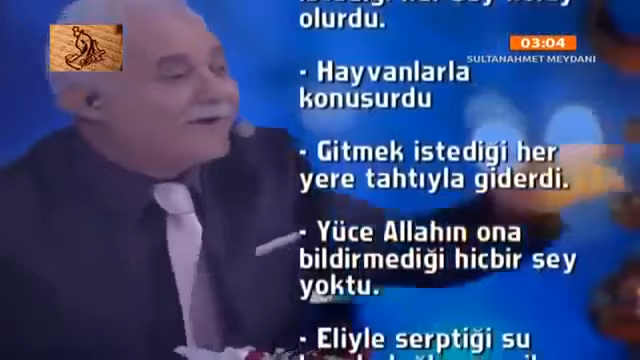 olurdu.
03:04
SULTANAHMET MEYDANI
- Hayvanlarla
konusurdu
- Gitmek istediği her
yere tahtıyla giderdi.
- Yüce Allahın ona
bildirmediği hicbir sey
yoktu.
- Eliyle serptiği su